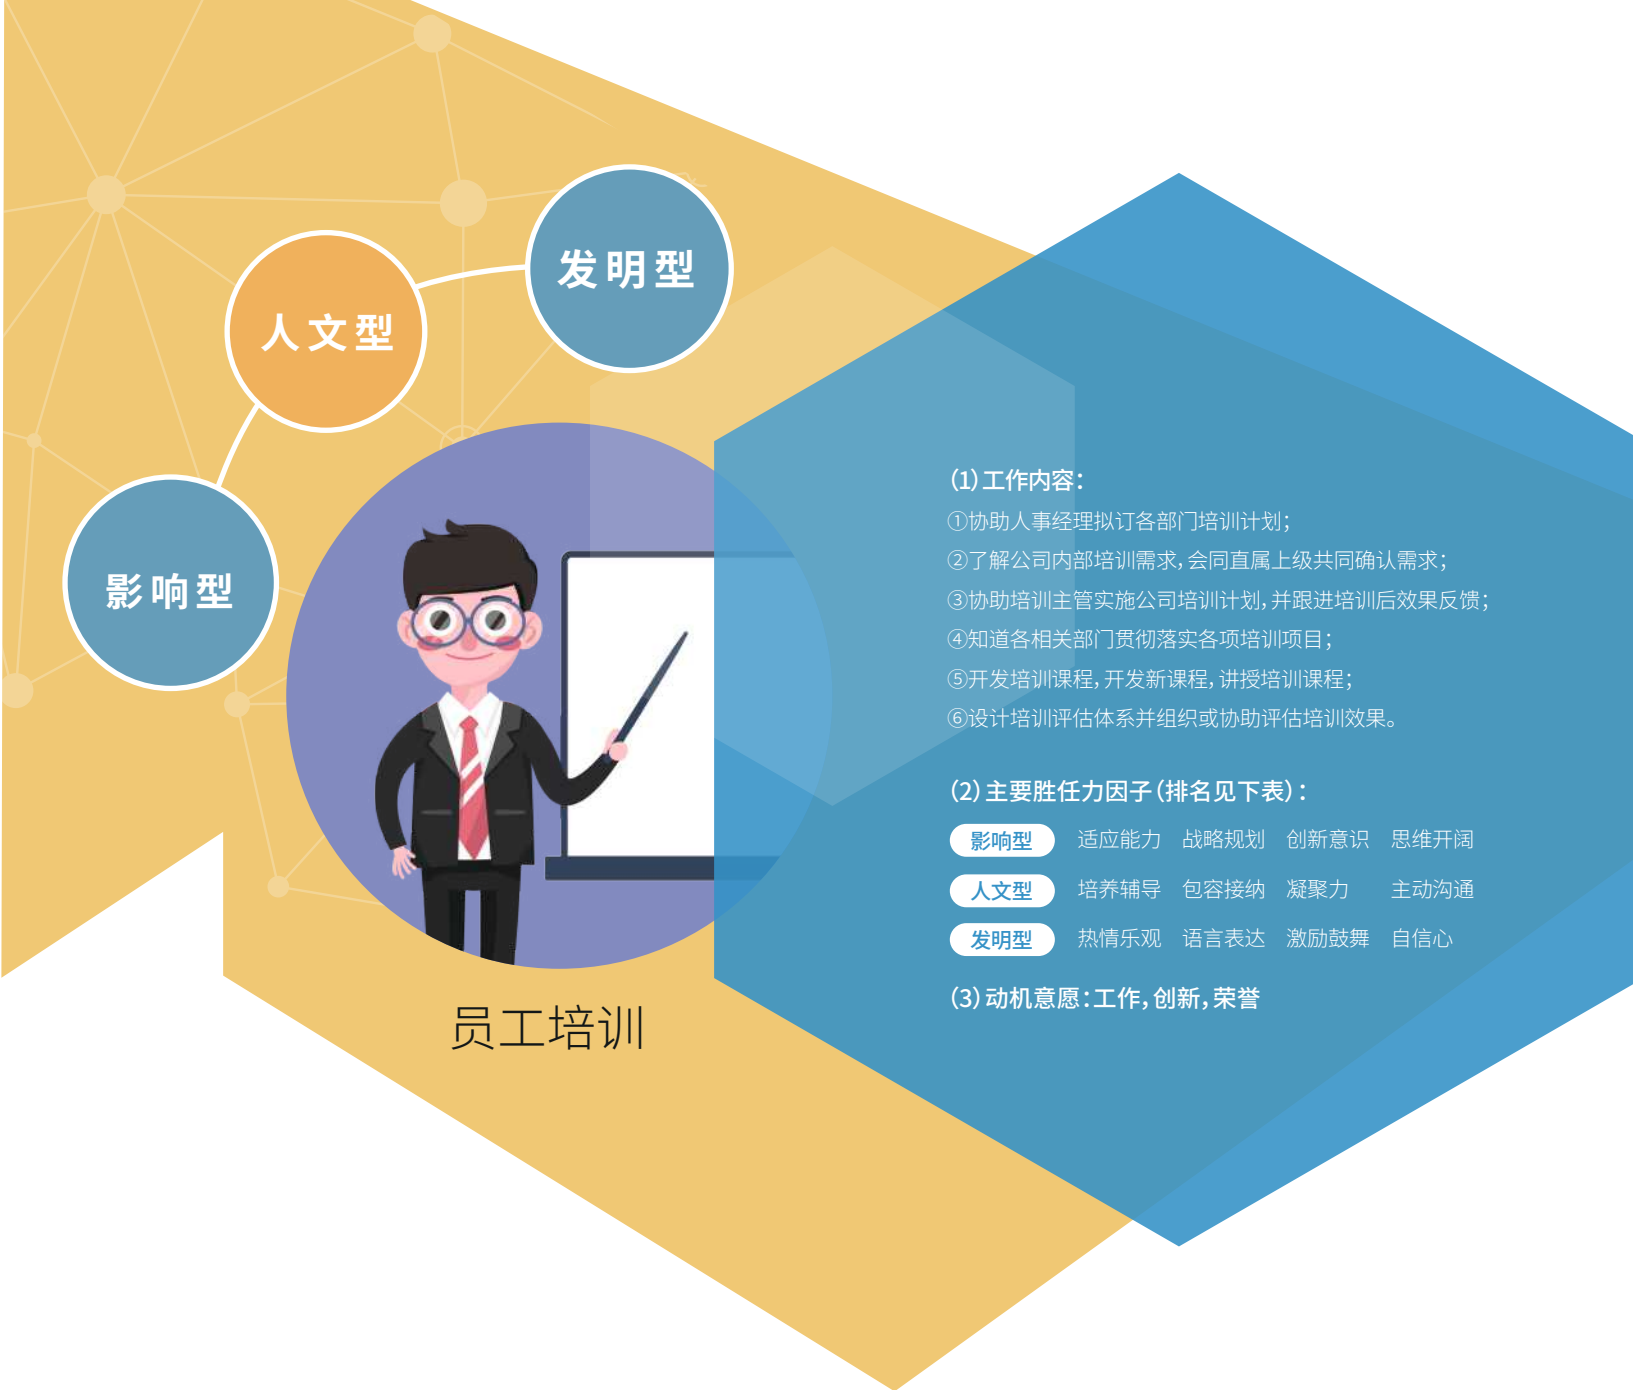 发明型
人文型
影响型
员工培训
（1）工作内容：
①协助人事经理拟订各部门培训计划；
②了解公司内部培训需求，会同直属上级共同确认需求；
③协助培训主管实施公司培训计划，并跟进培训后效果反馈；
④知道各相关部门贯彻落实各项培训项目；
⑤开发培训课程，开发新课程，讲授培训课程；
⑥设计培训评估体系并组织或协助评估培训效果。
（2）主要胜任力因子（排名见下表）：
影响型 适应能力 战略规划 创新意识 思维开阔
人文型 培养辅导 包容接纳 凝聚力 主动沟通
发明型 热情乐观 语言表达 激励鼓舞 自信心
（3）动机意愿：工作，创新，荣誉